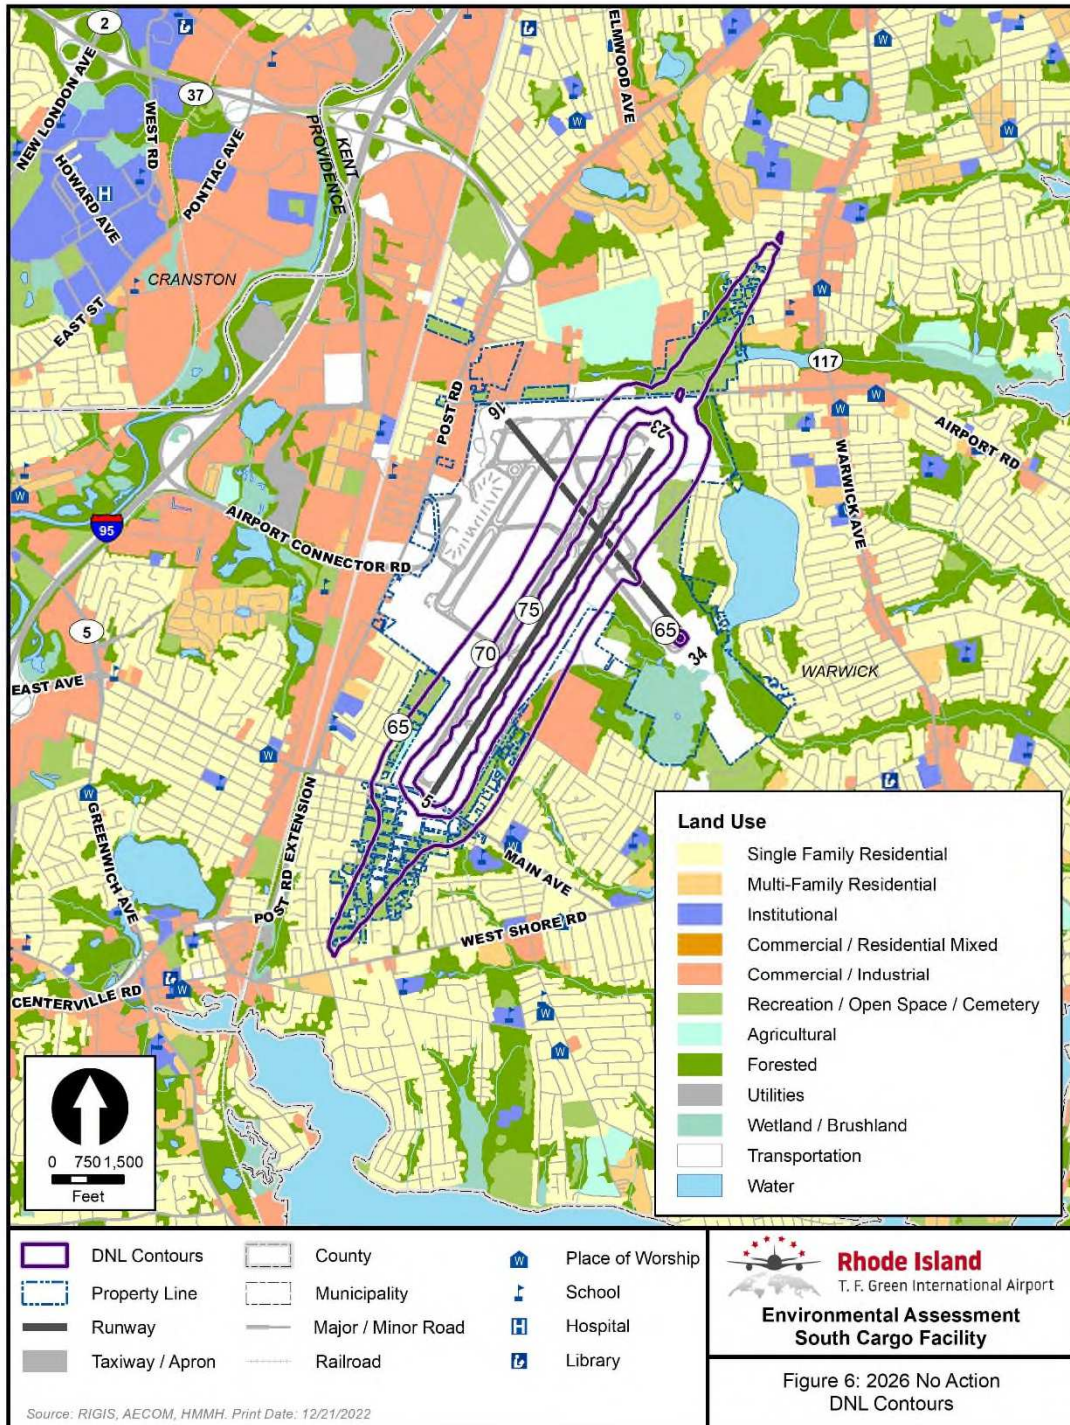 2
ELMWOOD AVE
NEW LONDON AVE
WEST RD
37
PONTIAC AVE
KENT
PROVIDENCE
HOWARD AVE
CRANSTON
EAST ST
117
POST RD
16
23
AIRPORT RD
WARWICK AVE
95
AIRPORT CONNECTOR RD
75
5
65
70
34
EAST AVE
WARWICK
65
5
GREENWICH AVE
POST RD EXTENSION
MAIN AVE
WEST SHORE RD
CENTERVILLE RD
0 750 1,500
Feet
Land Use
Single Family Residential
Multi-Family Residential
Institutional
Commercial / Residential Mixed
Commercial / Industrial
Recreation / Open Space / Cemetery
Agricultural
Forested
Utilities
Wetland / Brushland
Transportation
Water
DNL Contours
Property Line
Runway
Taxiway / Apron
County
Municipality
Major / Minor Road
Railroad
Place of Worship
School
Hospital
Library
Source: RIGIS, AECOM, HMMH. Print Date: 12/21/2022
Rhode Island
T. F. Green International Airport
Environmental Assessment
South Cargo Facility
Figure 6: 2026 No Action
DNL Contours